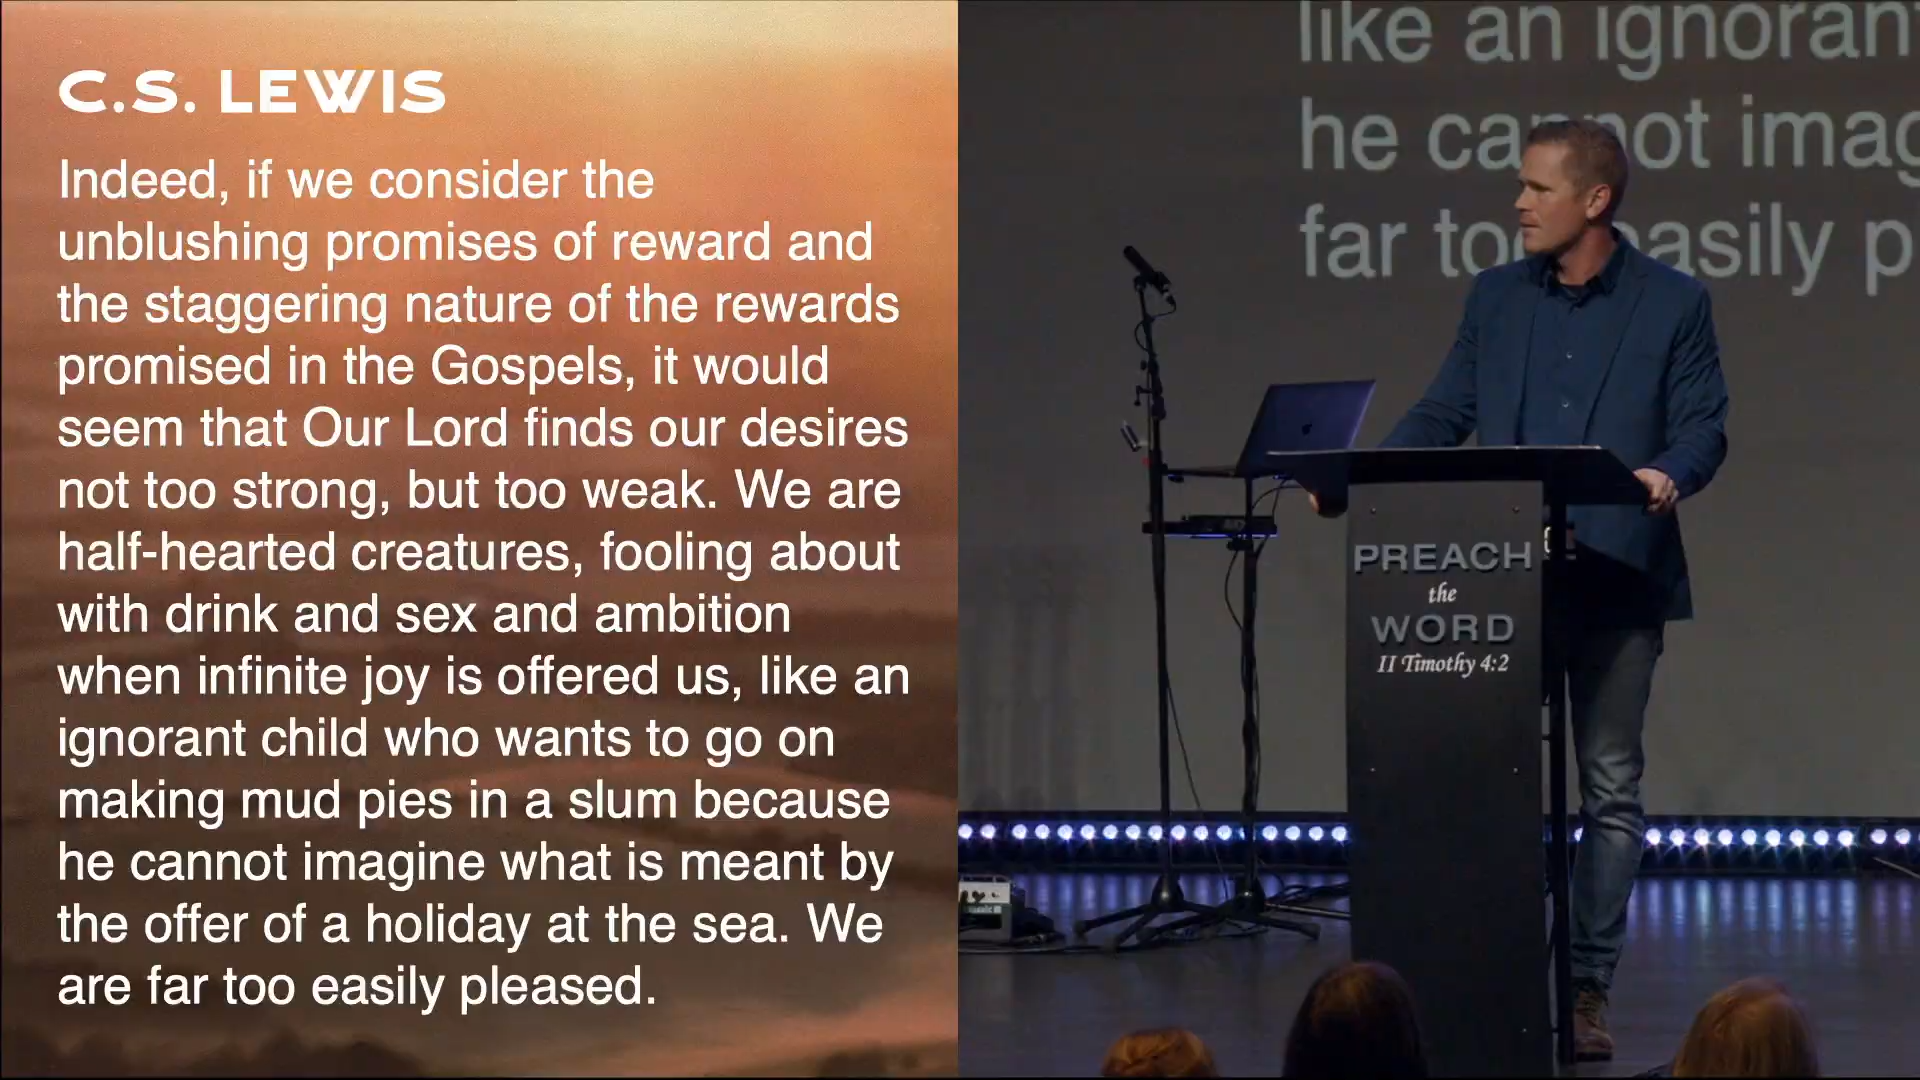 C.S. LEWIS
Indeed, if we consider the
unblushing promises of reward and
the staggering nature of the rewards
promised in the Gospels, it would
seem that Our Lord finds our desires
not too strong, but too weak. We are
half-hearted creatures, fooling about
with drink and sex and ambition
when infinite joy is offered us, like an
ignorant child who wants to go on
making mud pies in a slum because
he cannot imagine what is meant by
the offer of a holiday at the sea. We
are far too easily pleased.
like an ignoran
he cannot imag
far too easily p
PREACH
the
WORD
II Timothy 4:2